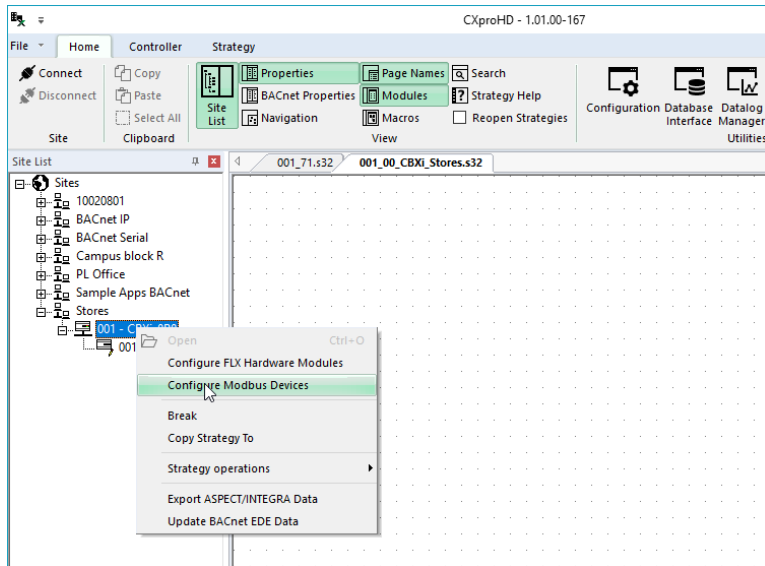 CXproHD - 1.01.00-167
File Home Controller Strategy
Connect
Disconnect
Site
Copy
Paste
Select All
Clipboard
Site List
Properties
BACnet Properties
Navigation
Page Names
Modules
Macros
Search
Strategy Help
Reopen Strategies
View
Configuration
Database Interface
Datalog Manager
Utilities
Site List
001_71.s32
001_00_CBXi_Stores.s32
Sites
10020801
BACnet IP
BACnet Serial
Campus block R
PL Office
Sample Apps BACnet
Stores
001 -
001
Open Ctrl+O
Configure FLX Hardware Modules
Configure Modbus Devices
Break
Copy Strategy To
Strategy operations
Export ASPECT/INTEGRA Data
Update BACnet EDE Data